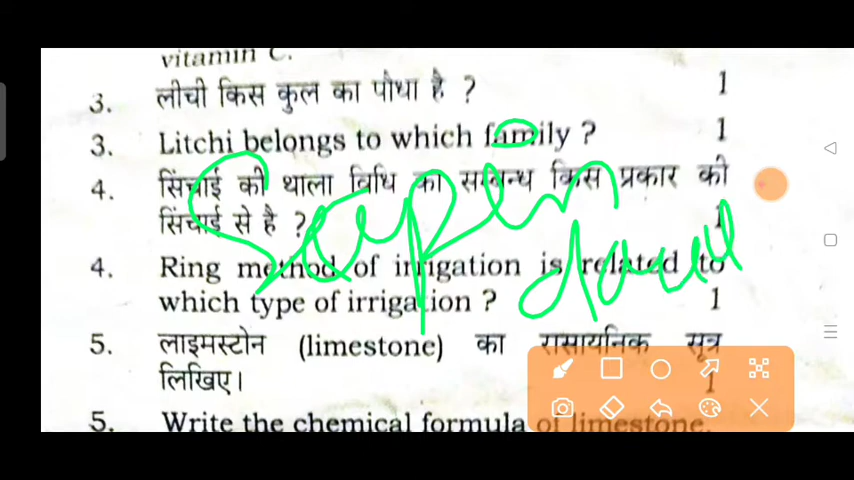 vitamin C.
3. लीची किस कुल का पौधा है ? 1
3. Litchi belongs to which family ? 1
4. सिंचाई की थाला विधि का सम्बन्ध किस प्रकार की
सिंचाई से है ? 1
4. Ring method of irrigation is related to
which type of irrigation ? 1
5. लाइमस्टोन (limestone) का रासायनिक सूत्र
लिखिए। 1
5. Write the chemical formula of limestone.